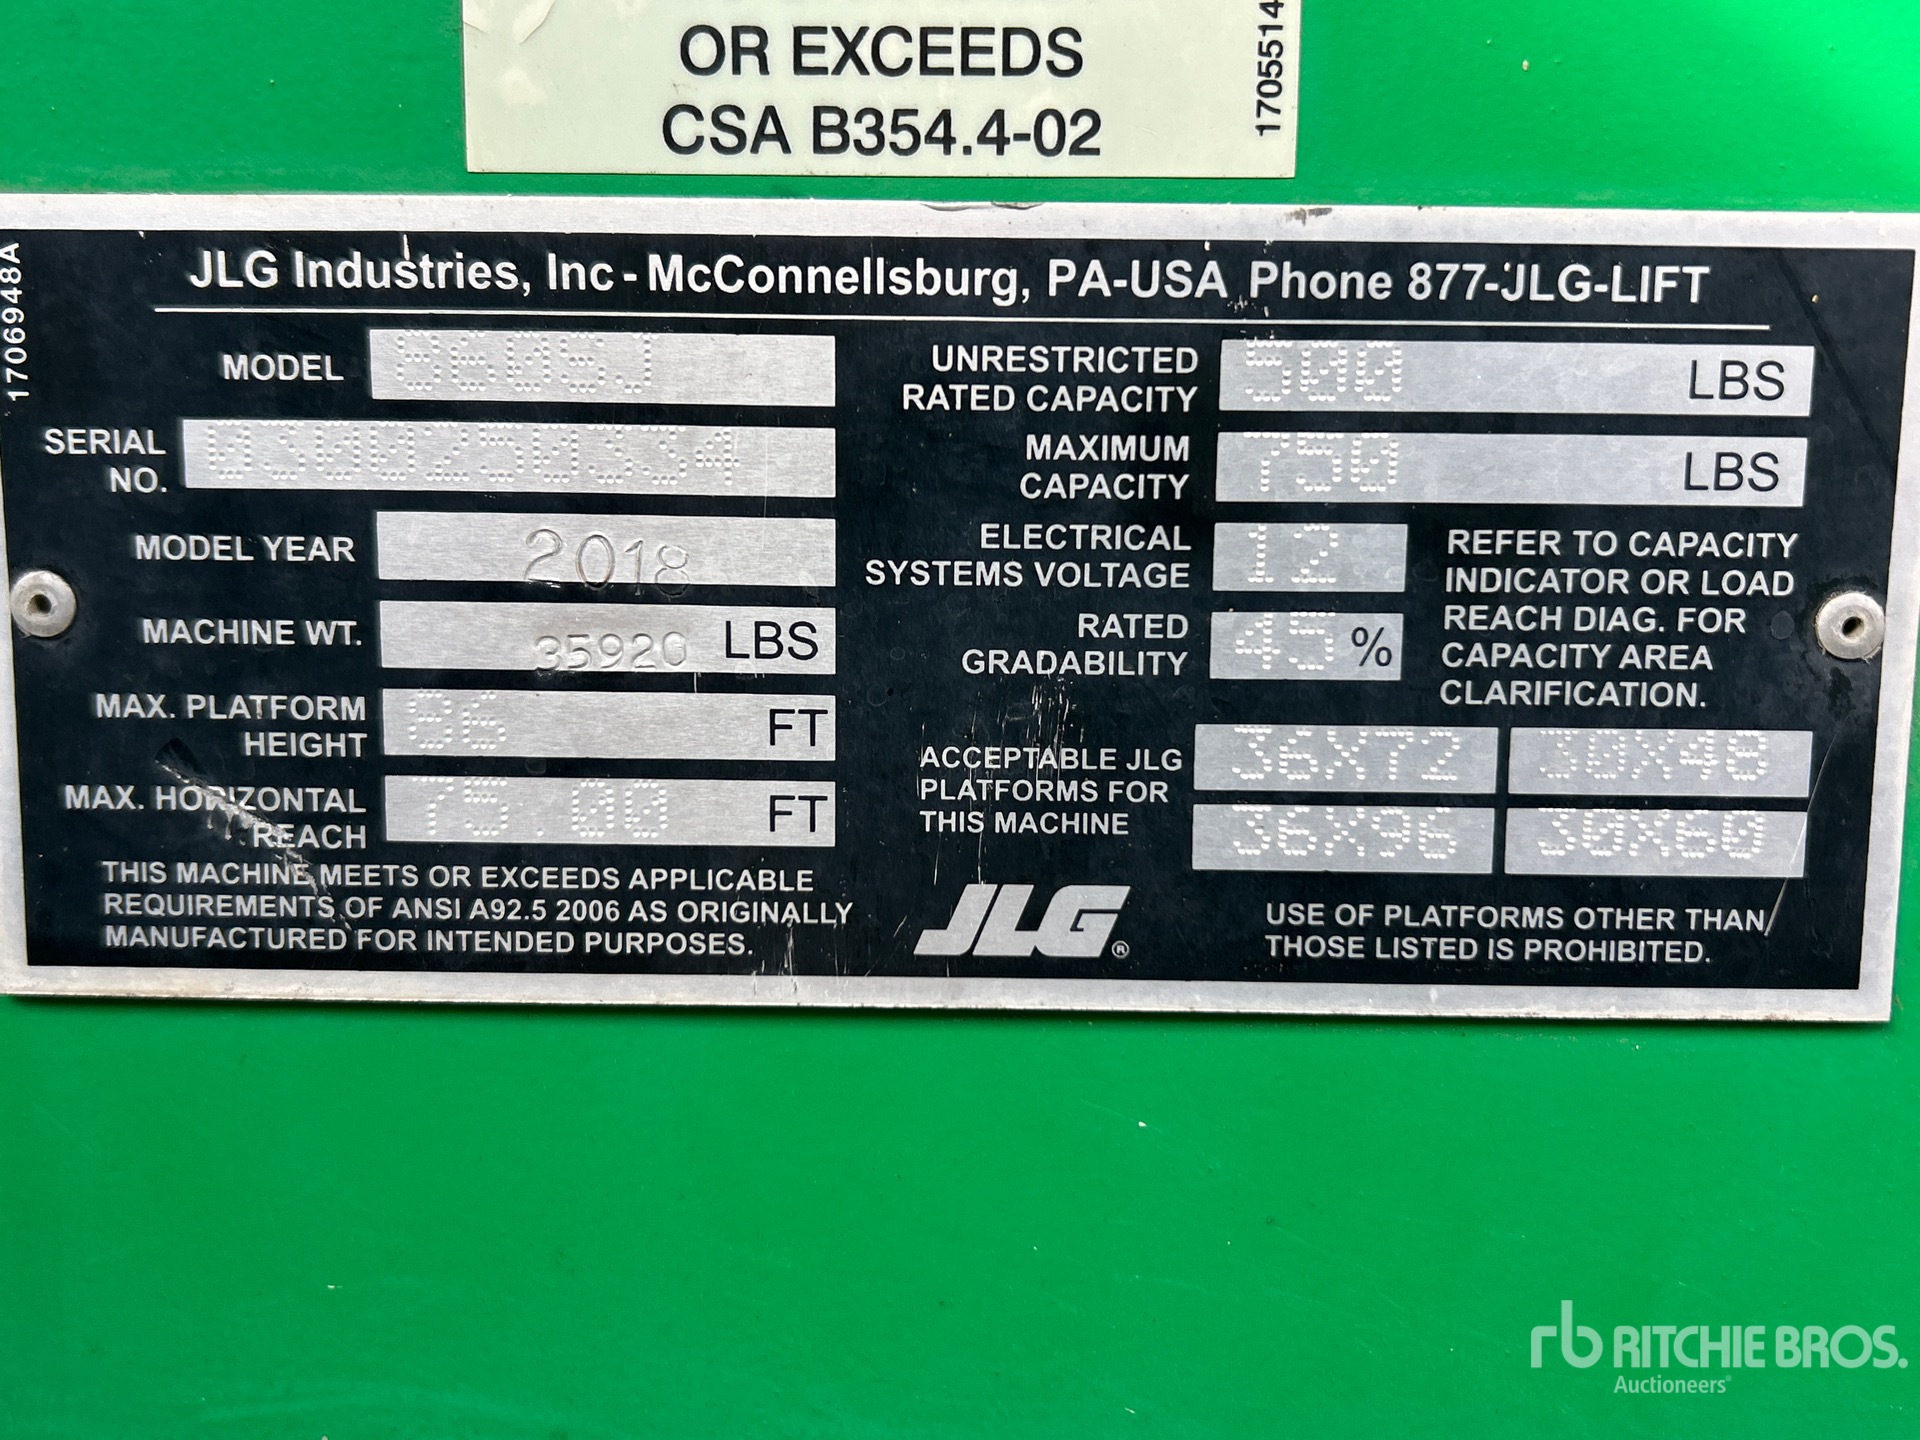 OR EXCEEDS
CSA B354.4-02
1705514
1706948A
JLG Industries, Inc - McConnellsburg, PA-USA Phone 877-JLG-LIFT
MODEL 860SJ
SERIAL NO. 0300250334
MODEL YEAR 2018
MACHINE WT. 35920 LBS
MAX. PLATFORM HEIGHT 86 FT
MAX. HORIZONTAL REACH 75.00 FT
THIS MACHINE MEETS OR EXCEEDS APPLICABLE
REQUIREMENTS OF ANSI A92.5 2006 AS ORIGINALLY
MANUFACTURED FOR INTENDED PURPOSES.
UNRESTRICTED RATED CAPACITY 500 LBS
MAXIMUM CAPACITY 750 LBS
ELECTRICAL SYSTEMS VOLTAGE 12
RATED GRADABILITY 45 %
REFER TO CAPACITY
INDICATOR OR LOAD
REACH DIAG. FOR
CAPACITY AREA
CLARIFICATION.
ACCEPTABLE JLG
PLATFORMS FOR
THIS MACHINE
36X72 30X48
36X96 30X60
JLG®
USE OF PLATFORMS OTHER THAN
THOSE LISTED IS PROHIBITED.
rb RITCHIE BROS.
Auctioneers®